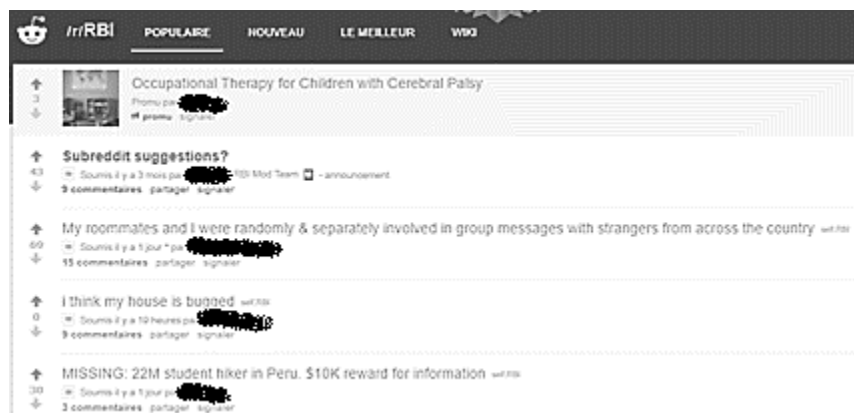 /r/RBI POPULAIRE NOUVEAU LE MEILLEUR WIKI
Occupational Therapy for Children with Cerebral Palsy
Promu par
3
promu signaler
Subreddit suggestions?
43
Soumis il y a 3 mois pa RBI Mod Team - announcement
9 commentaires partager signaler
My roommates and I were randomly & separately involved in group messages with strangers from across the country self.RBI
69
Soumis il y a 1 jour * pa
15 commentaires partager signaler
i think my house is bugged self.RBI
0
Soumis il y a 19 heures pa
9 commentaires partager signaler
MISSING: 22M student hiker in Peru. $10K reward for information self.RBI
30
Soumis il y a 1 jour pa
3 commentaires partager signaler